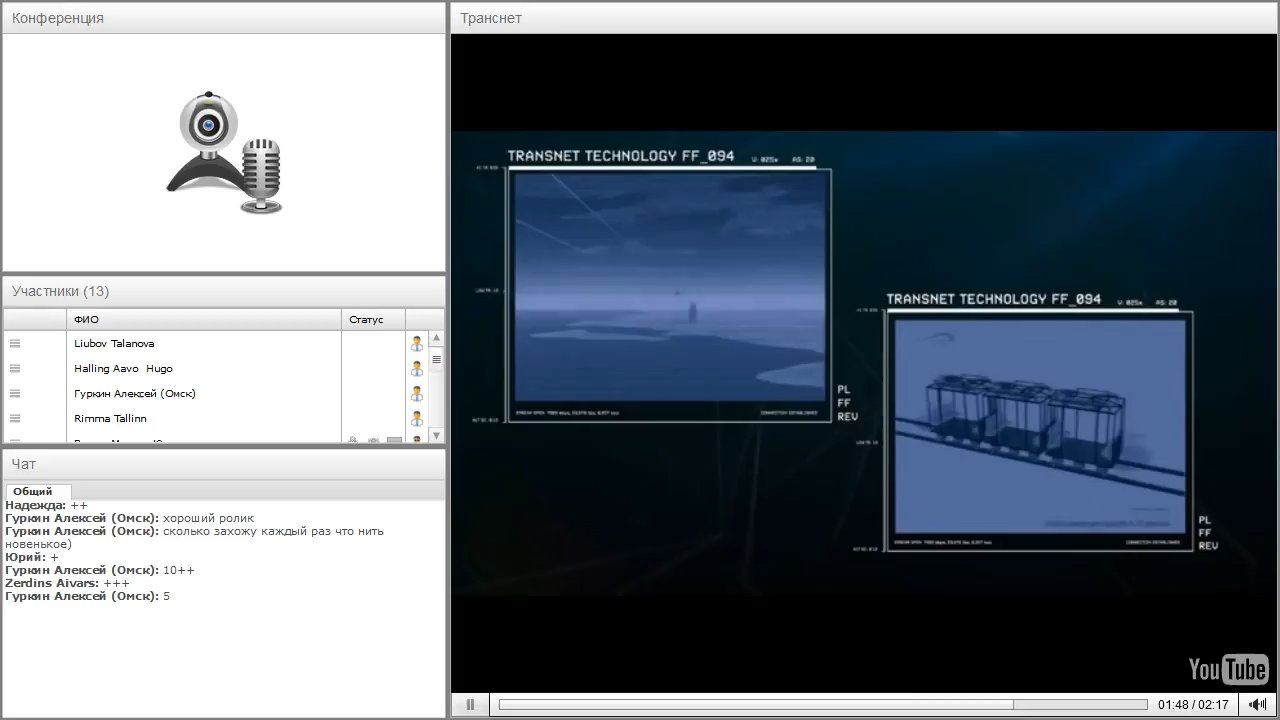 Конференция
Участники (13)
ФИО
Статус
Liubov Talanova
Halling Aavo Hugo
Гуркин Алексей (Омск)
Rimma Tallinn
Чат
Общий
Надежда: ++
Гуркин Алексей (Омск): хороший ролик
Гуркин Алексей (Омск): сколько захожу каждый раз что нить
новенькое)
Юрий: +
Гуркин Алексей (Омск): 10++
Zerdins Aivars: +++
Гуркин Алексей (Омск): 5
Транснет
TRANSNET TECHNOLOGY FF_094
PL
FF
REV
TRANSNET TECHNOLOGY FF_094
PL
FF
REV
YouTube
01:48 / 02:17